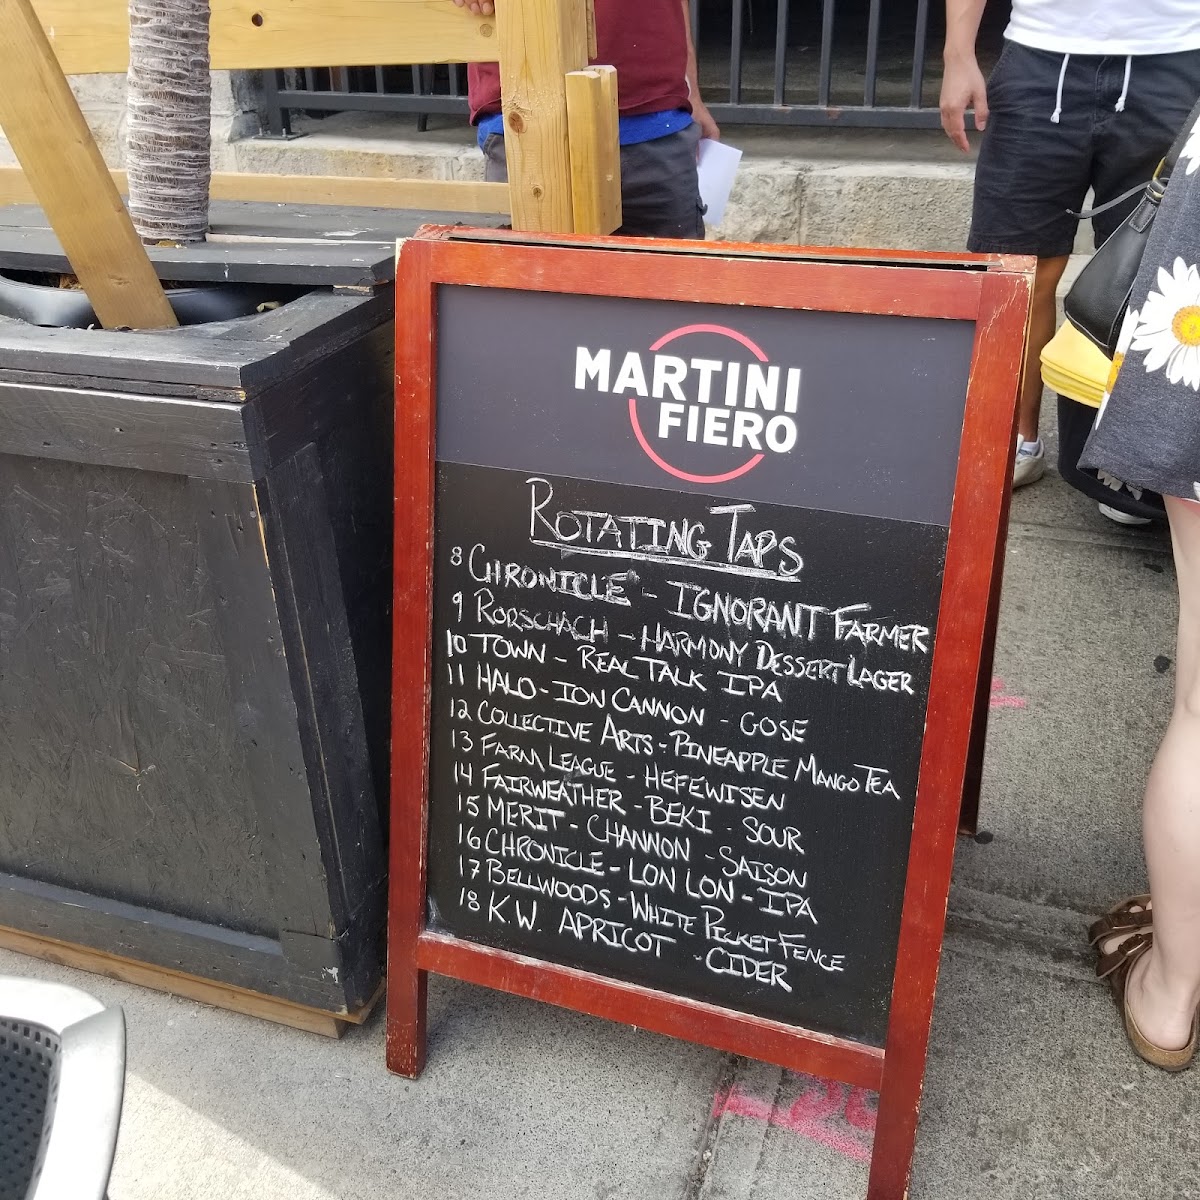 MARTINI
FIERO
ROTATING TAPS
8 CHRONICLE - IGNORANT FARMER
9 RORSCHACH - HARMONY DESSERT LAGER
10 TOWN - REAL TALK IPA
11 HALO - ION CANNON - GOSE
12 COLLECTIVE ARTS - PINEAPPLE MANGO TEA
13 FARM LEAGUE - HEFEWISEN
14 FAIRWEATHER - BEKI - SOUR
15 MERIT - CHANNON - SAISON
16 CHRONICLE - LON LON - IPA
17 BELLWOODS - WHITE PICKET FENCE
18 K.W. APRICOT - CIDER